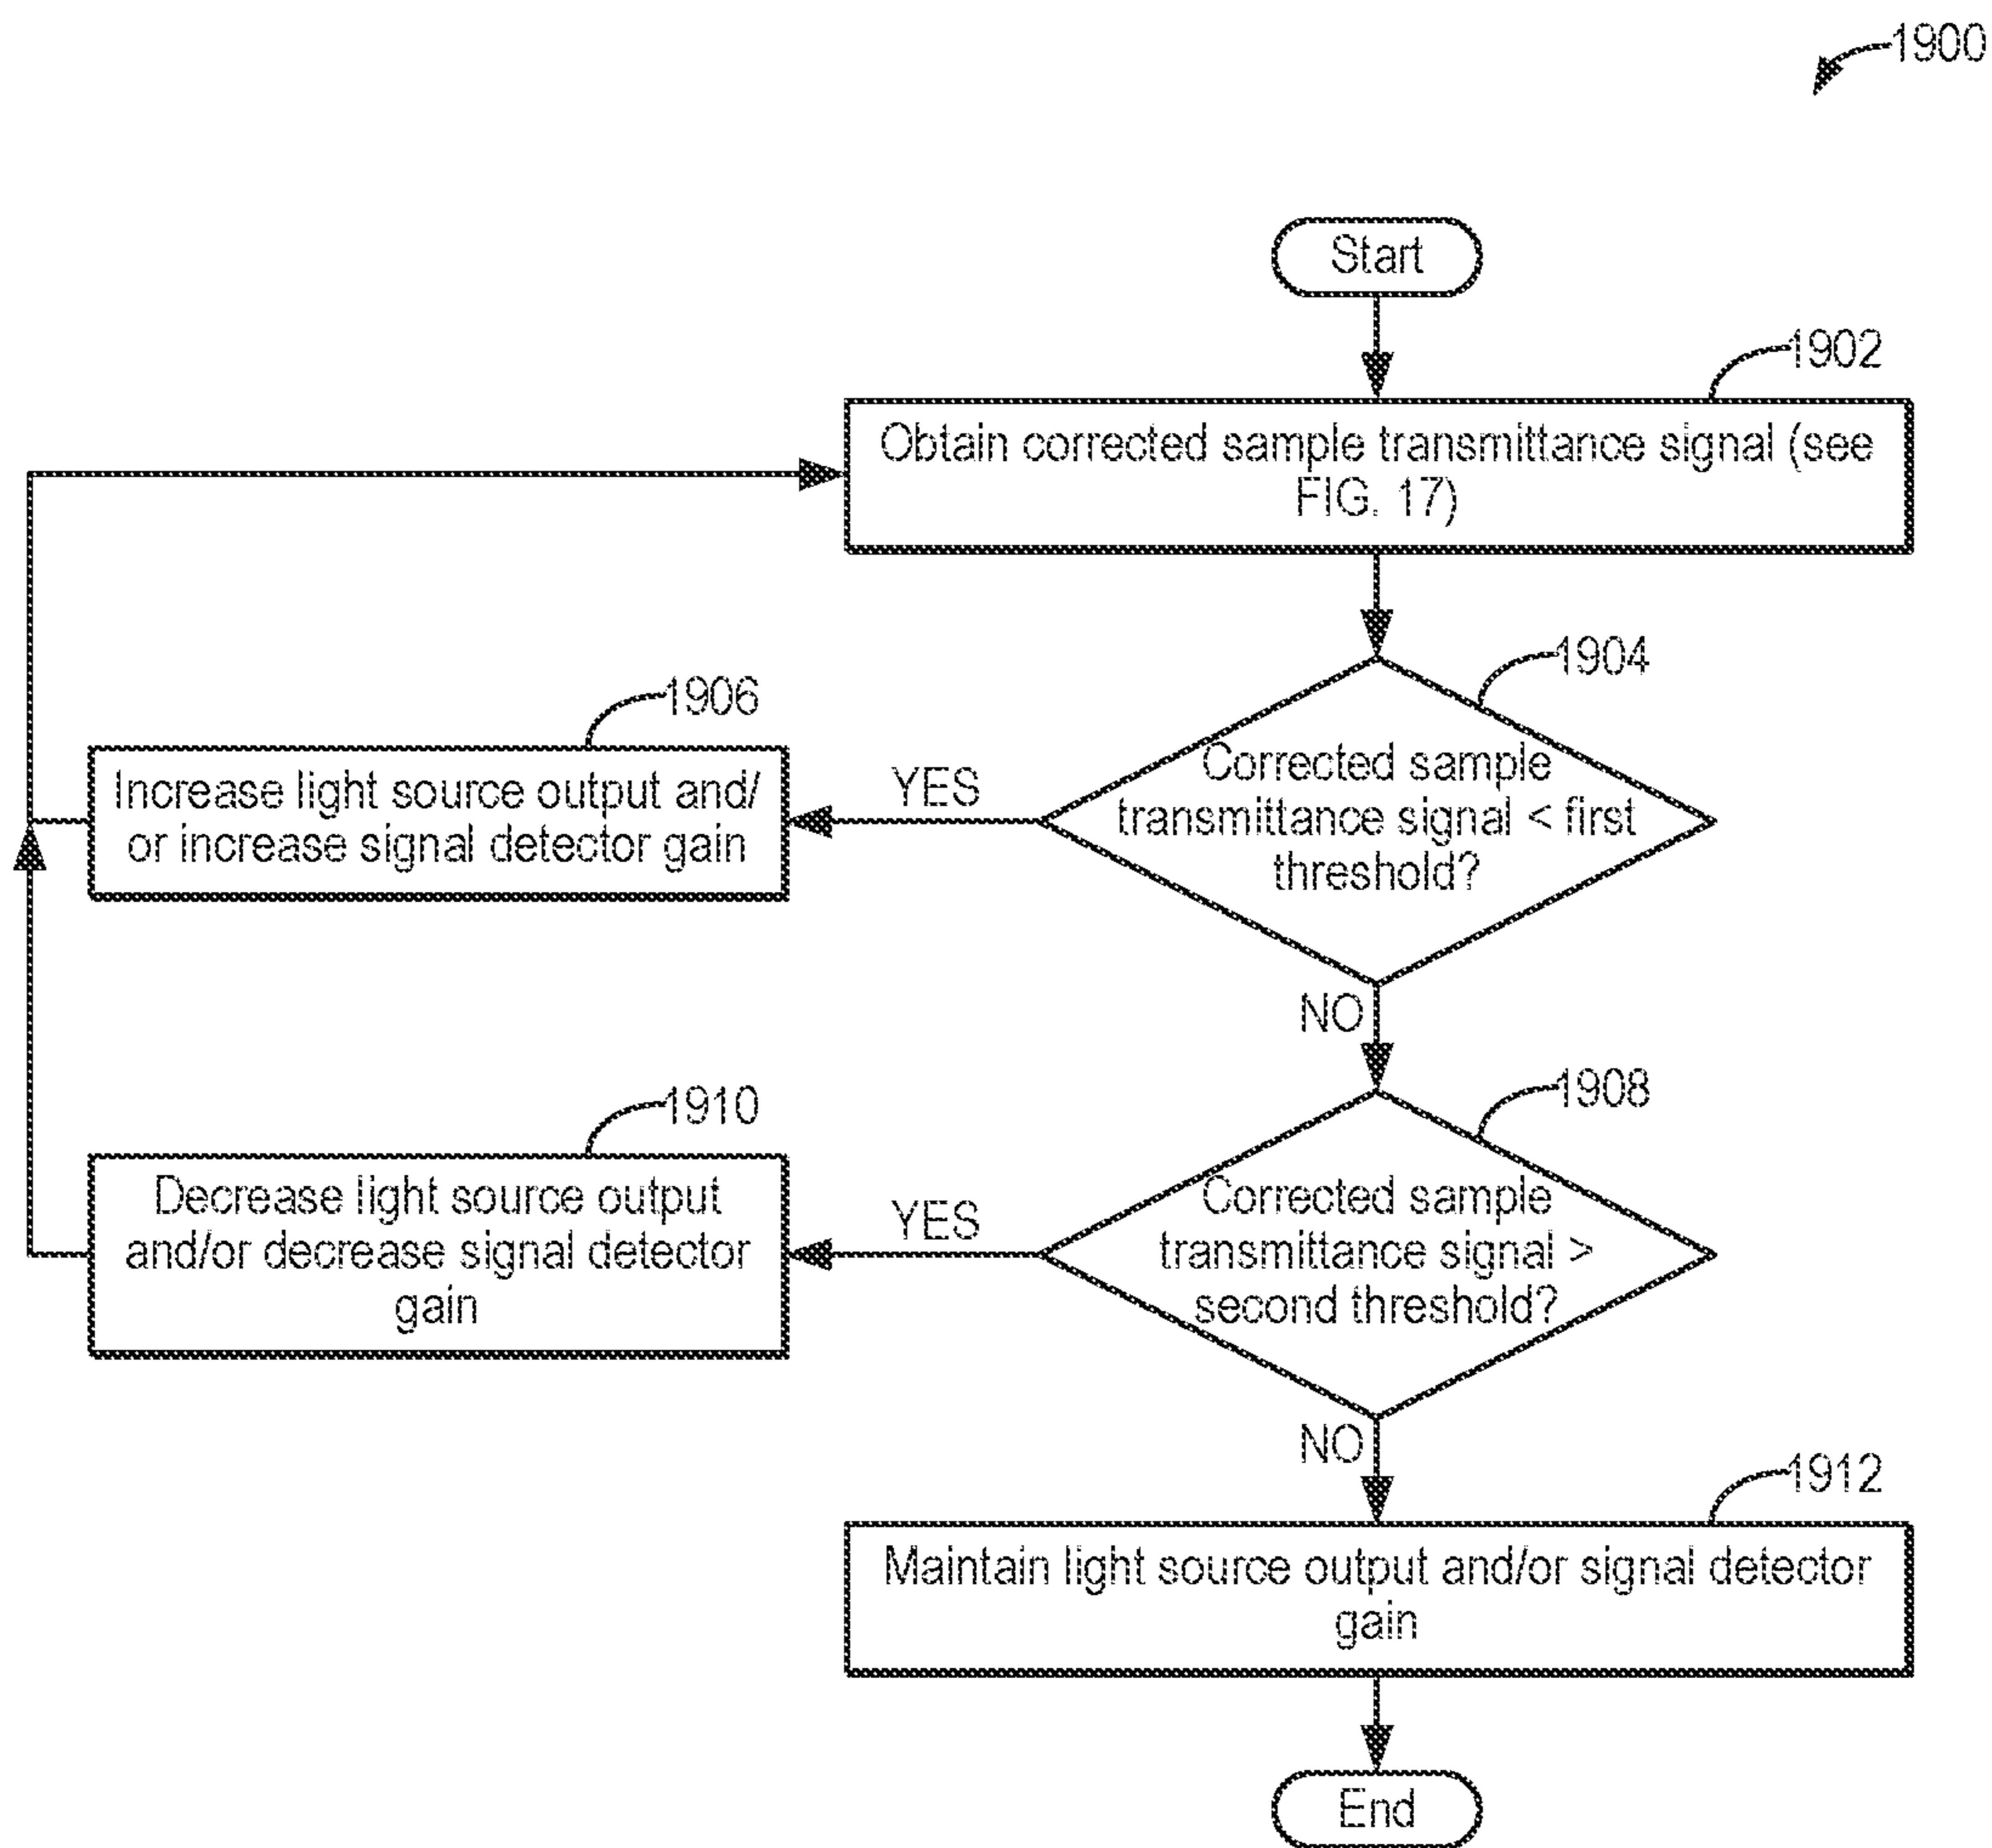 1900
Start
1902
Obtain corrected sample transmittance signal (see
FIG. 17)
1904
Corrected sample
transmittance signal < first
threshold?
YES
1906
Increase light source output and/
or increase signal detector gain
NO
1908
Corrected sample
transmittance signal >
second threshold?
YES
1910
Decrease light source output
and/or decrease signal detector
gain
NO
1912
Maintain light source output and/or signal detector
gain
End